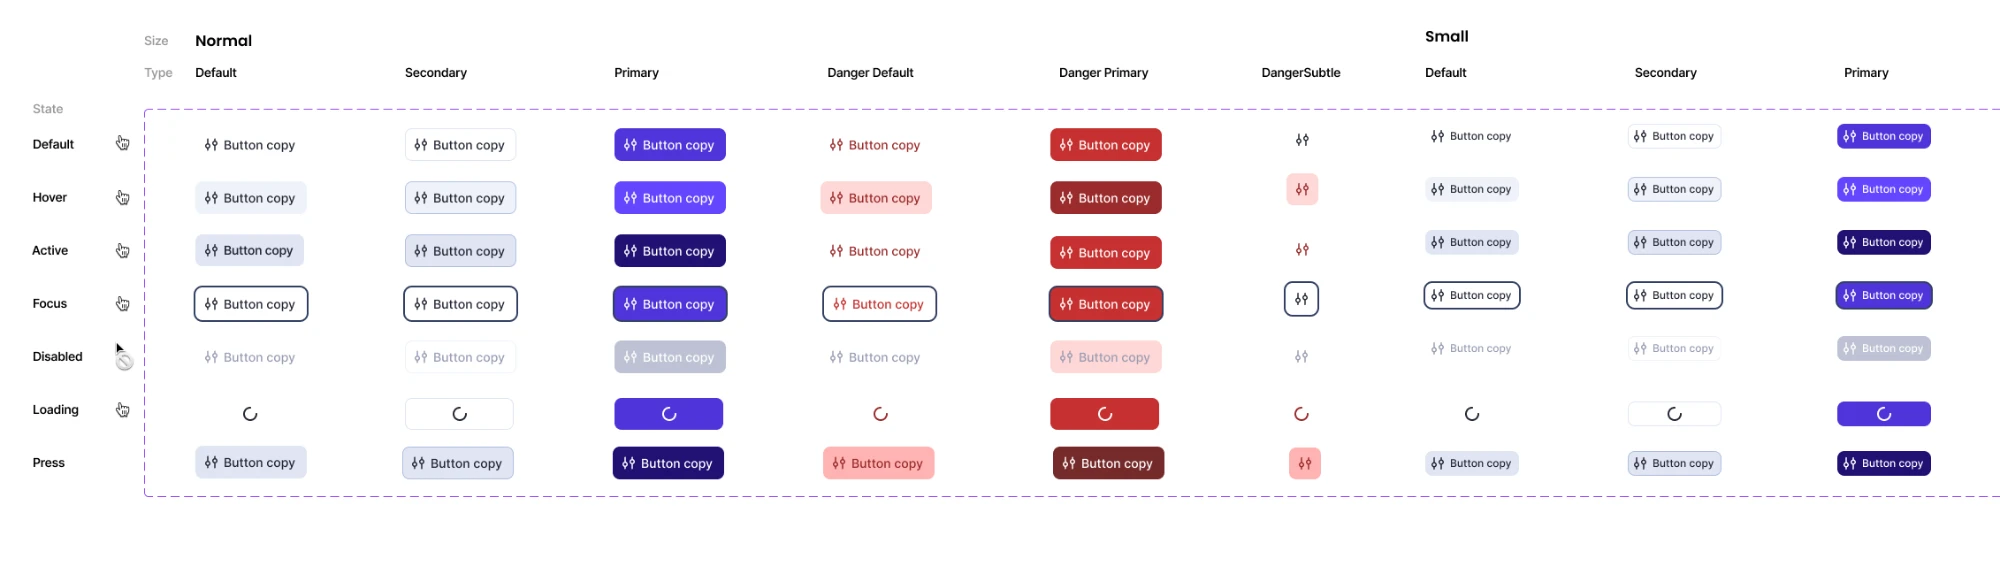 Size Normal Small
Type Default Secondary Primary Danger Default Danger Primary DangerSubtle Default Secondary Primary
State
Default Button copy Button copy Button copy Button copy Button copy Button copy Button copy Button copy
Hover Button copy Button copy Button copy Button copy Button copy Button copy Button copy Button copy
Active Button copy Button copy Button copy Button copy Button copy Button copy Button copy Button copy
Focus Button copy Button copy Button copy Button copy Button copy Button copy Button copy Button copy
Disabled Button copy Button copy Button copy Button copy Button copy Button copy Button copy Button copy
Loading
Press Button copy Button copy Button copy Button copy Button copy Button copy Button copy Button copy